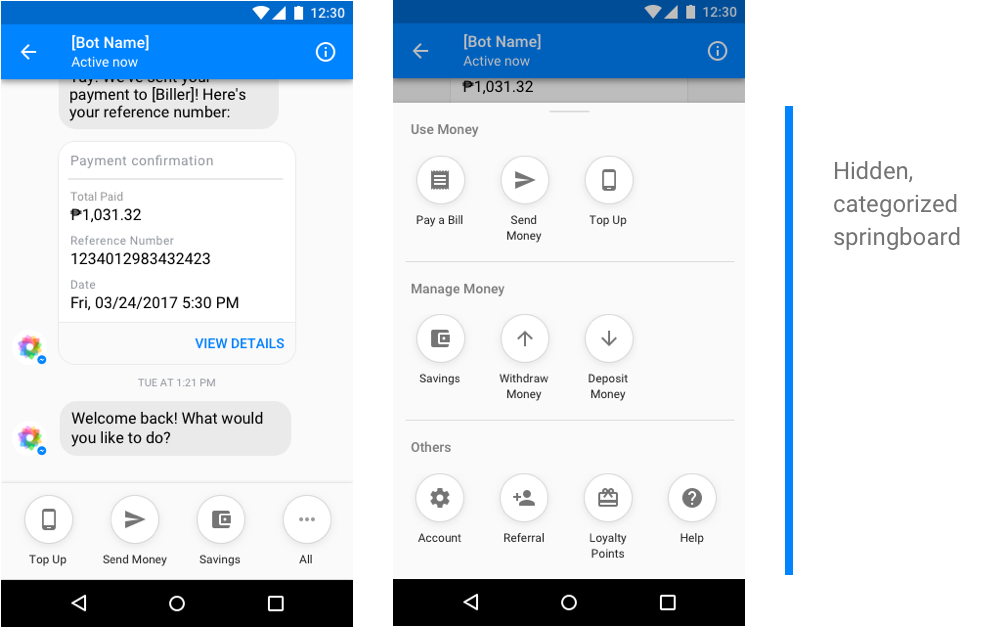 12:30
[Bot Name]
Active now
Yay! We've sent your
payment to [Biller]! Here's
your reference number:
Payment confirmation
Total Paid
₱1,031.32
Reference Number
1234012983432423
Date
Fri, 03/24/2017 5:30 PM
VIEW DETAILS
TUE AT 1:21 PM
Welcome back! What would
you like to do?
Top Up
Send Money
Savings
All
12:30
[Bot Name]
Active now
₱1,031.32
Use Money
Pay a Bill
Send
Money
Top Up
Manage Money
Savings
Withdraw
Money
Deposit
Money
Others
Account
Referral
Loyalty
Points
Help
Hidden,
categorized
springboard